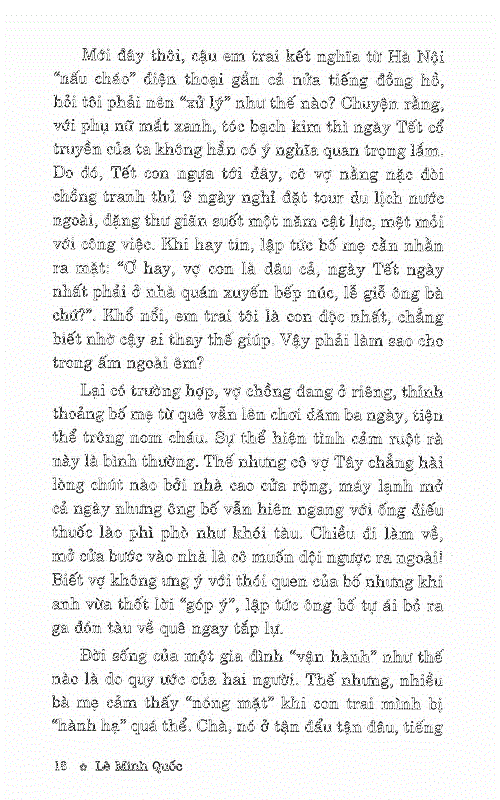 Mới đây thôi, cậu em trai kết nghĩa từ Hà Nội
"nấu cháo" điện thoại gần cả nửa tiếng đồng hồ,
hỏi tôi phải nên "xử lý" như thế nào? Chuyện rằng,
với phụ nữ mắt xanh, tóc bạch kim thì ngày Tết cổ
truyền của ta không hẳn có ý nghĩa quan trọng lắm.
Do đó, Tết con ngựa tới đây, cô vợ nằng nặc đòi
chồng tranh thủ 9 ngày nghỉ đặt tour du lịch nước
ngoài, đặng thư giãn suốt một năm cật lực, mệt mỏi
với công việc. Khi hay tin, lập tức bố mẹ cằn nhằn
ra mặt: "Ơ hay, vợ con là dâu cả, ngày Tết ngày
nhất phải ở nhà quán xuyến bếp núc, lễ giỗ ông bà
chứ?". Khổ nỗi, em trai tôi là con độc nhất, chẳng
biết nhờ cậy ai thay thế giúp. Vậy phải làm sao cho
trong ấm ngoài êm?
Lại có trường hợp, vợ chồng đang ở riêng, thỉnh
thoảng bố mẹ từ quê vẫn lên chơi dăm ba ngày, tiện
thể trông nom cháu. Sự thể hiện tình cảm ruột rà
này là bình thường. Thế nhưng cô vợ Tây chẳng hài
lòng chút nào bởi nhà cao cửa rộng, máy lạnh mở
cả ngày nhưng ông bố vẫn hiên ngang với ống điếu
thuốc lào phì phò như khói tàu. Chiều đi làm về,
mở cửa bước vào nhà là cô muốn dội ngược ra ngoài!
Biết vợ không ưng ý với thói quen của bố nhưng khi
anh vừa thốt lời "góp ý", lập tức ông bố tự ái bỏ ra
ga đón tàu về quê ngay tắp lự.
Đời sống của một gia đình "vận hành" như thế
nào là do quy ước của hai người. Thế nhưng, nhiều
bà mẹ cảm thấy "nóng mặt" khi con trai mình bị
"hành hạ" quá thể. Chà, nó ở tận đẩu tận đâu, tiếng
16 ✿ Lê Minh Quốc